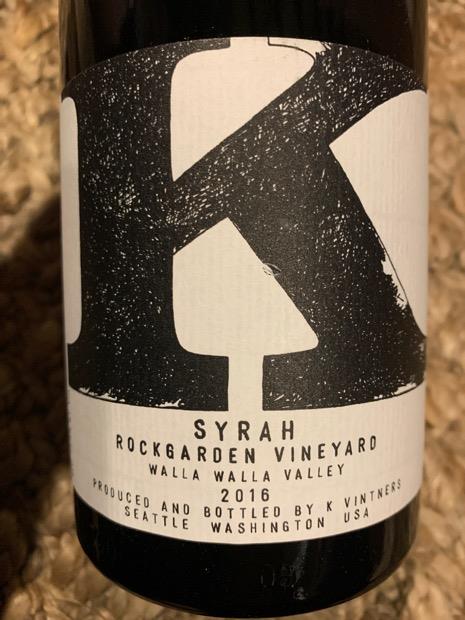 K
SYRAH
ROCKGARDEN VINEYARD
WALLA WALLA VALLEY
2016
PRODUCED AND BOTTLED BY K VINTNERS
SEATTLE WASHINGTON USA